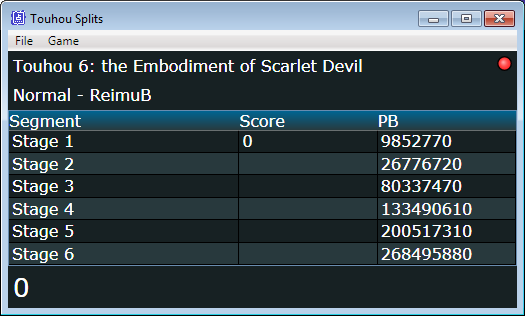 Touhou Splits
File Game
Touhou 6: the Embodiment of Scarlet Devil
Normal - ReimuB
Segment Score PB
Stage 1 0 9852770
Stage 2 26776720
Stage 3 80337470
Stage 4 133490610
Stage 5 200517310
Stage 6 268495880
0